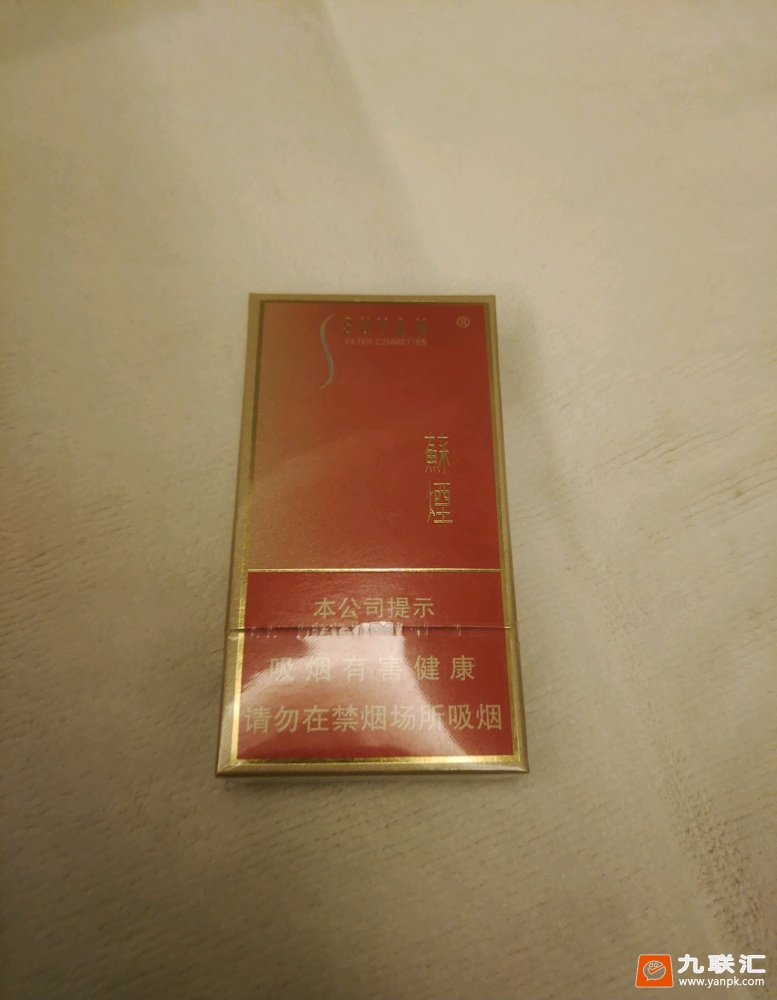 SUYAN ®
FILTER CIGARETTES
蘇
煙
本公司提示
吸烟有害健康
请勿在禁烟场所吸烟
九联汇
www.yanpk.com